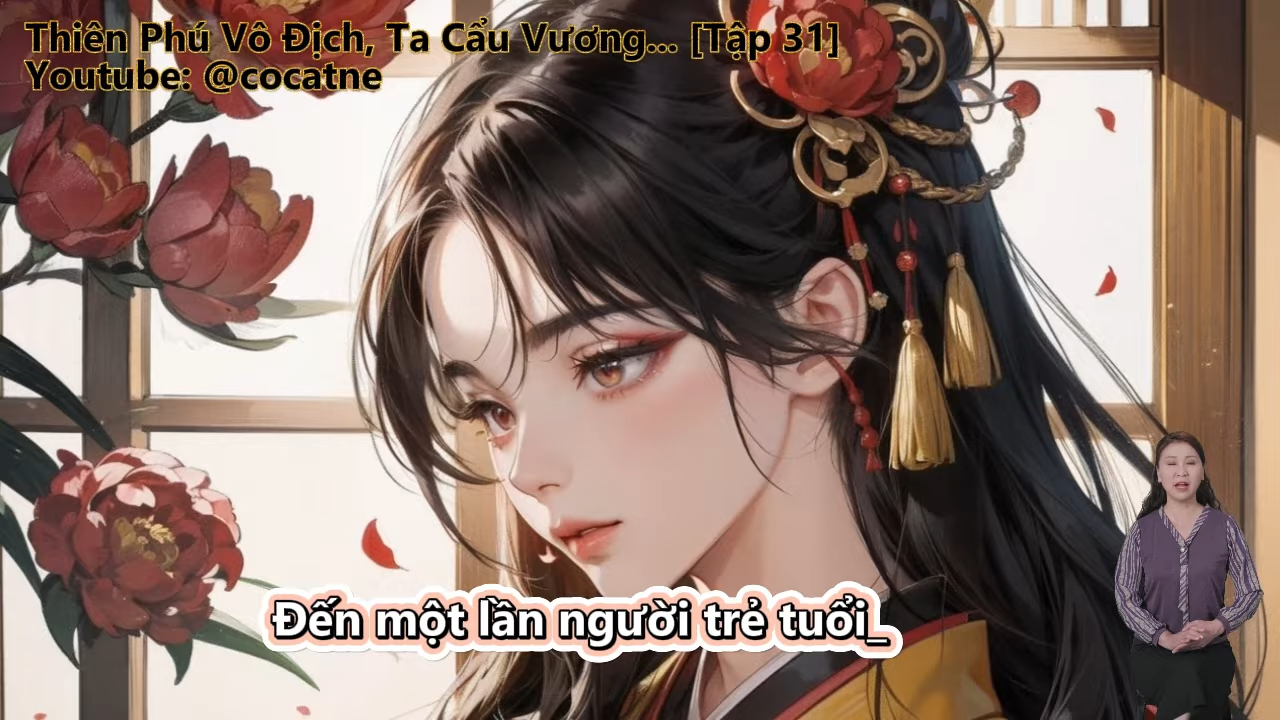 Thiên Phú Vô Địch, Ta Cẩu Vương... [Tập 31]
Youtube: @cocatne
Đến một lần người trẻ tuổi_